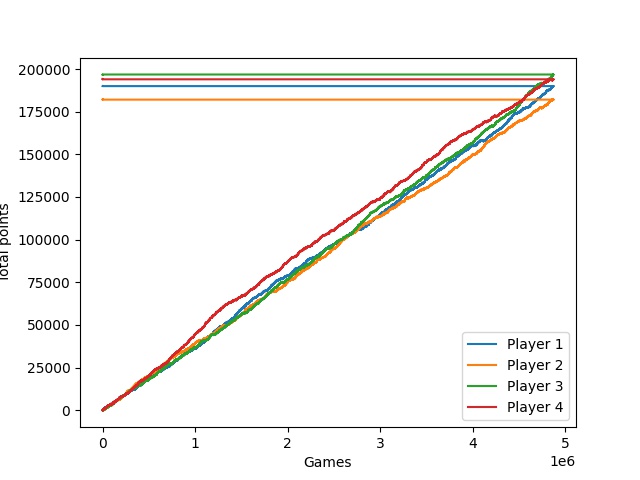 200000
175000
150000
125000
100000
75000
50000
25000
0
points
0 1 2 3 4 5
1e6
Games
Player 1
Player 2
Player 3
Player 4